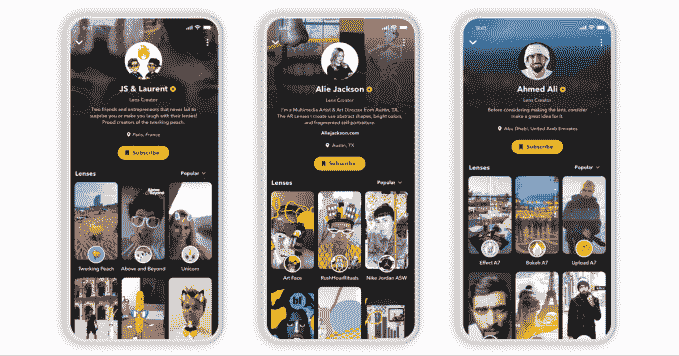 JS & Laurent
Lens Creator
Two friends and entrepreneurs that never fail to
surprise you or make you laugh with their lenses!
Proud creators of the twerking peach.
Paris, France
Subscribe
Lenses
Popular
Twerking Peach
Above and Beyond
Unicorn
Alie Jackson
Lens Creator
I'm a Multimedia Artist & Art Director from Austin, TX.
The AR Lenses I create use abstract shapes, bright colors,
and fragmented self-portraiture.
Aliejackson.com
Austin, TX
Subscribe
Lenses
Popular
Art Face
RushHourRituals
Nike Jordan ASW
Ahmed Ali
Lens Creator
Before considering making the lens, consider
make a great idea for it.
Abu Dhabi, United Arab Emirates
Subscribe
Lenses
Popular
Effect A7
Bokeh A7
Upload A7